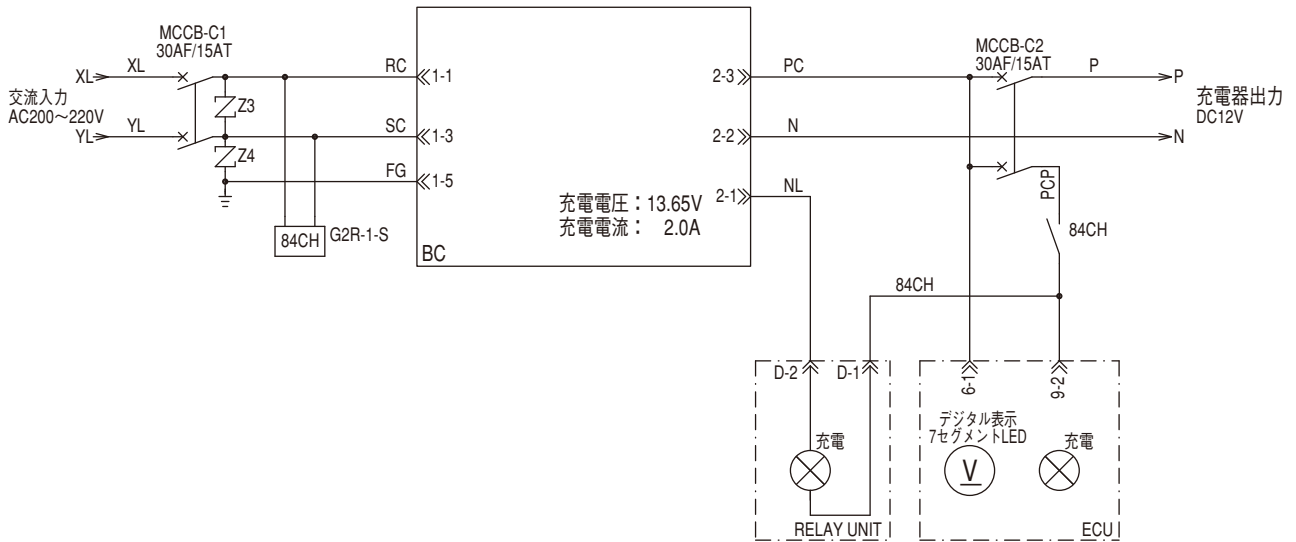 MCCB-C1
30AF/15AT
XL
XL
交流入力
AC200～220V
YL
YL
Z3
Z4
84CH
G2R-1-S
RC
1-1
SC
1-3
FG
1-5
充電電圧：13.65V
充電電流： 2.0A
BC
2-3
PC
2-2
N
2-1
NL
MCCB-C2
30AF/15AT
P
P
充電器出力
DC12V
N
PCP
84CH
84CH
D-2
D-1
充電
RELAY UNIT
6-1
9-2
デジタル表示
7セグメントLED
V
充電
ECU